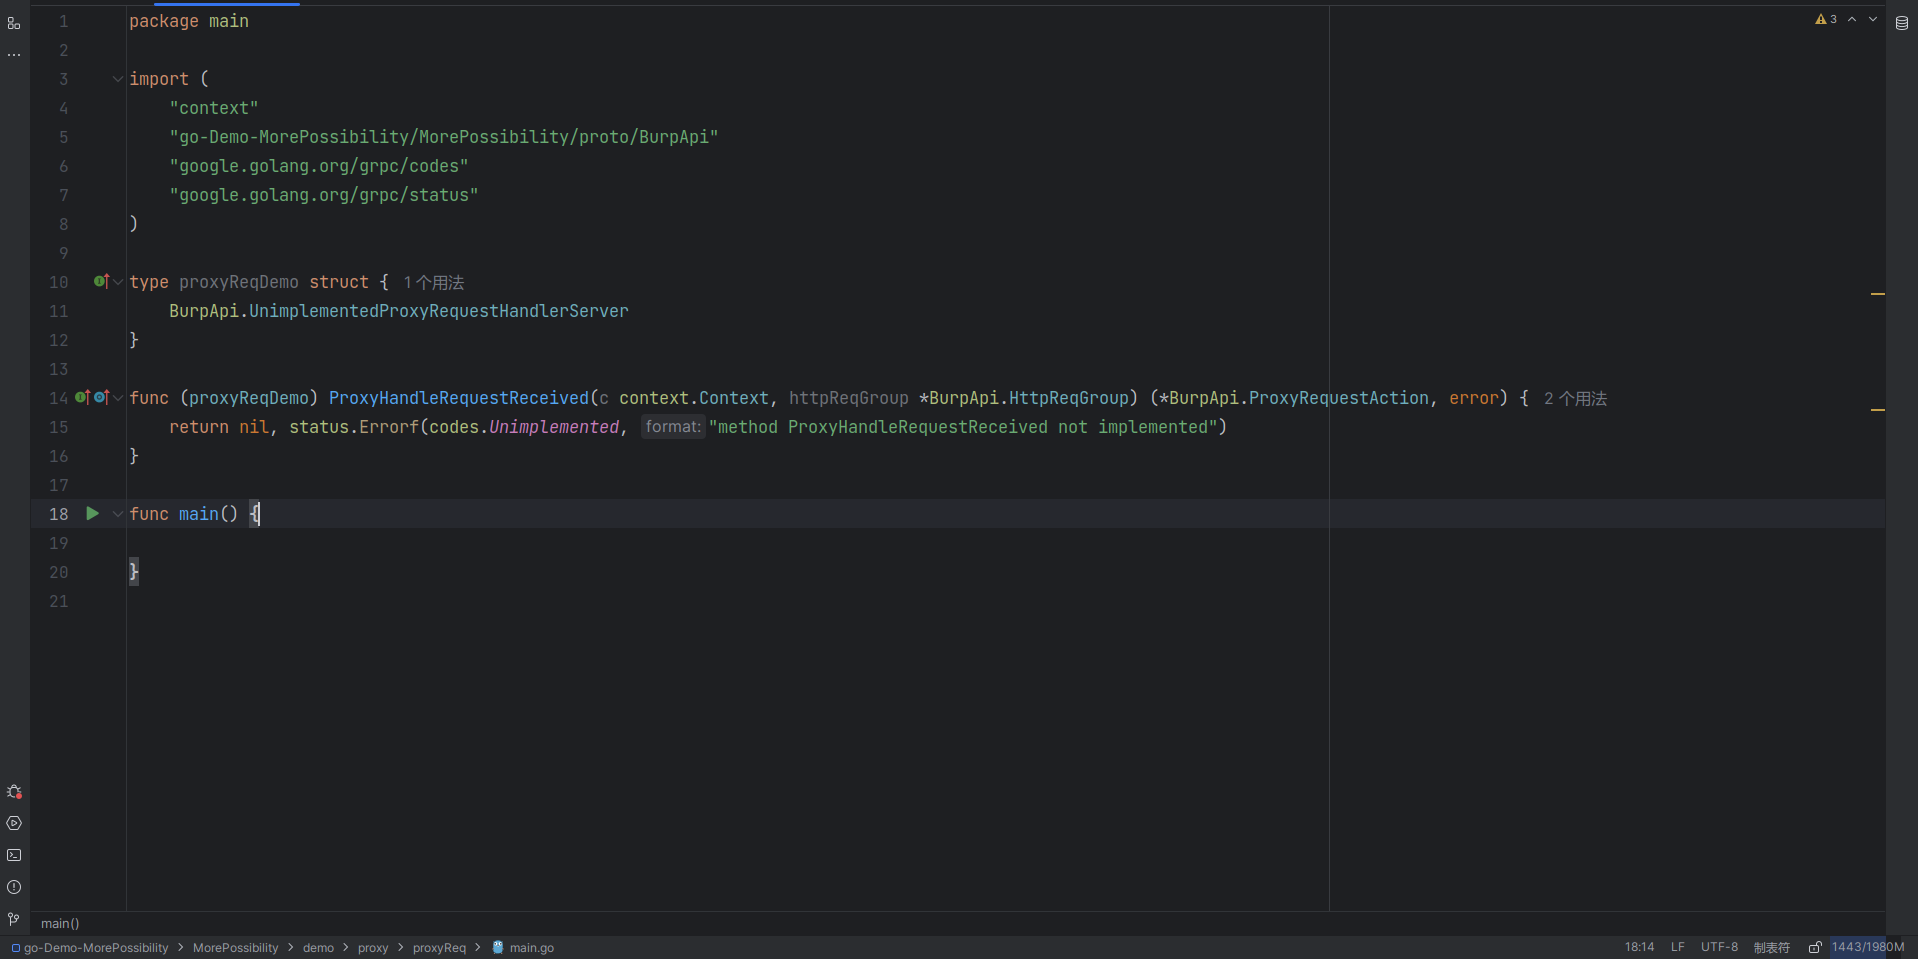 1 package main
2
3 import (
4 "context"
5 "go-Demo-MorePossibility/MorePossibility/proto/BurpApi"
6 "google.golang.org/grpc/codes"
7 "google.golang.org/grpc/status"
8 )
9
10 type proxyReqDemo struct { 1 个用法
11 BurpApi.UnimplementedProxyRequestHandlerServer
12 }
13
14 func (proxyReqDemo) ProxyHandleRequestReceived(c context.Context, httpReqGroup *BurpApi.HttpReqGroup) (*BurpApi.ProxyRequestAction, error) { 2 个用法
15 return nil, status.Errorf(codes.Unimplemented, format: "method ProxyHandleRequestReceived not implemented")
16 }
17
18 func main() {
19
20 }
21
3
main()
go-Demo-MorePossibility > MorePossibility > demo > proxy > proxyReq > main.go
18:14 LF UTF-8 制表符 1443/1980M